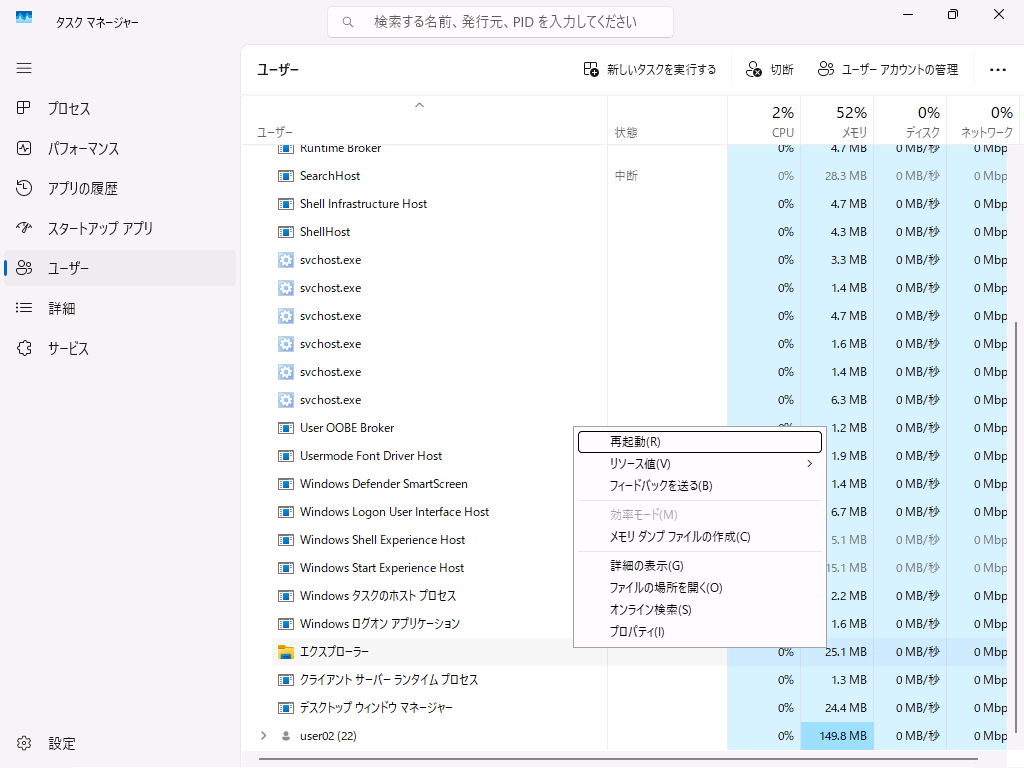 タスク マネージャー
検索する名前、発行元、PID を入力してください
ユーザー
新しいタスクを実行する
切断
ユーザー アカウントの管理
プロセス
パフォーマンス
アプリの履歴
スタートアップ アプリ
ユーザー
詳細
サービス
設定
2% 52% 0% 0%
ユーザー 状態 CPU メモリ ディスク ネットワーク
Runtime Broker 0% 4.7 MB 0 MB/秒 0 Mbp
SearchHost 中断 0% 28.3 MB 0 MB/秒 0 Mbp
Shell Infrastructure Host 0% 4.7 MB 0 MB/秒 0 Mbp
ShellHost 0% 4.3 MB 0 MB/秒 0 Mbp
svchost.exe 0% 3.3 MB 0 MB/秒 0 Mbp
svchost.exe 0% 1.4 MB 0 MB/秒 0 Mbp
svchost.exe 0% 4.7 MB 0 MB/秒 0 Mbp
svchost.exe 0% 1.6 MB 0 MB/秒 0 Mbp
svchost.exe 0% 1.4 MB 0 MB/秒 0 Mbp
svchost.exe 0% 6.3 MB 0 MB/秒 0 Mbp
User OOBE Broker 0% 1.2 MB 0 MB/秒 0 Mbp
Usermode Font Driver Host 1.9 MB 0 MB/秒 0 Mbp
Windows Defender SmartScreen 1.4 MB 0 MB/秒 0 Mbp
Windows Logon User Interface Host 6.7 MB 0 MB/秒 0 Mbp
Windows Shell Experience Host 5.1 MB 0 MB/秒 0 Mbp
Windows Start Experience Host 15.1 MB 0 MB/秒 0 Mbp
Windows タスクのホスト プロセス 2.2 MB 0 MB/秒 0 Mbp
Windows ログオン アプリケーション 1.6 MB 0 MB/秒 0 Mbp
エクスプローラー 0% 25.1 MB 0 MB/秒 0 Mbp
クライアント サーバー ランタイム プロセス 0% 1.3 MB 0 MB/秒 0 Mbp
デスクトップ ウィンドウ マネージャー 0% 24.4 MB 0 MB/秒 0 Mbp
user02 (22) 0% 149.8 MB 0 MB/秒 0 Mbp
再起動(R)
リソース値(V)
フィードバックを送る(B)
効率モード(M)
メモリ ダンプ ファイルの作成(C)
詳細の表示(G)
ファイルの場所を開く(O)
オンライン検索(S)
プロパティ(I)